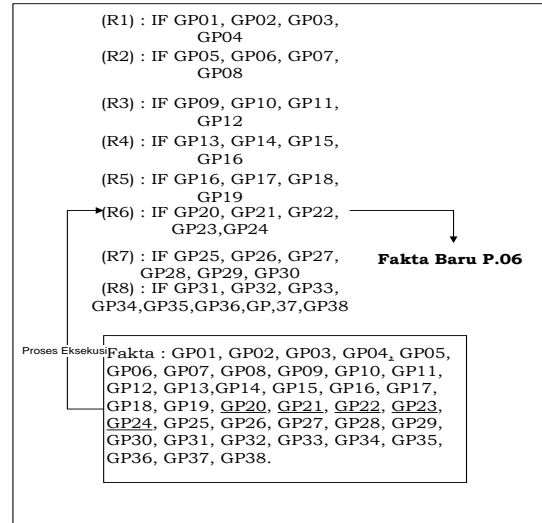 (R1) : IF GP01, GP02, GP03,
GP04
(R2) : IF GP05, GP06, GP07,
GP08
(R3) : IF GP09, GP10, GP11,
GP12
(R4) : IF GP13, GP14, GP15,
GP16
(R5) : IF GP16, GP17, GP18,
GP19
(R6) : IF GP20, GP21, GP22,
GP23,GP24
(R7) : IF GP25, GP26, GP27,
GP28, GP29, GP30
Fakta Baru P.06
(R8) : IF GP31, GP32, GP33,
GP34,GP35,GP36,GP,37,GP38
Proses Eksekusi
Fakta : GP01, GP02, GP03, GP04, GP05,
GP06, GP07, GP08, GP09, GP10, GP11,
GP12, GP13,GP14, GP15, GP16, GP17,
GP18, GP19, GP20, GP21, GP22, GP23,
GP24, GP25, GP26, GP27, GP28, GP29,
GP30, GP31, GP32, GP33, GP34, GP35,
GP36, GP37, GP38.